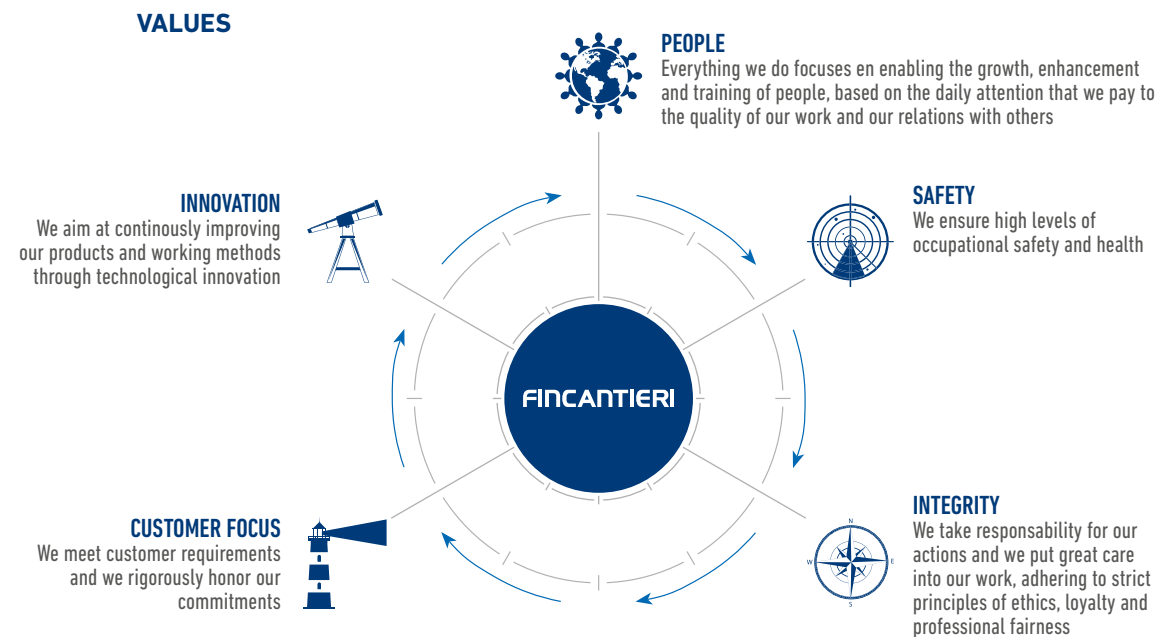 VALUES
PEOPLE
Everything we do focuses en enabling the growth, enhancement
and training of people, based on the daily attention that we pay to
the quality of our work and our relations with others
INNOVATION
We aim at continously improving
our products and working methods
through technological innovation
SAFETY
We ensure high levels of
occupational safety and health
FINCANTIERI
CUSTOMER FOCUS
We meet customer requirements
and we rigorously honor our
commitments
INTEGRITY
We take responsability for our
actions and we put great care
into our work, adhering to strict
principles of ethics, loyalty and
professional fairness
N
W
E
S